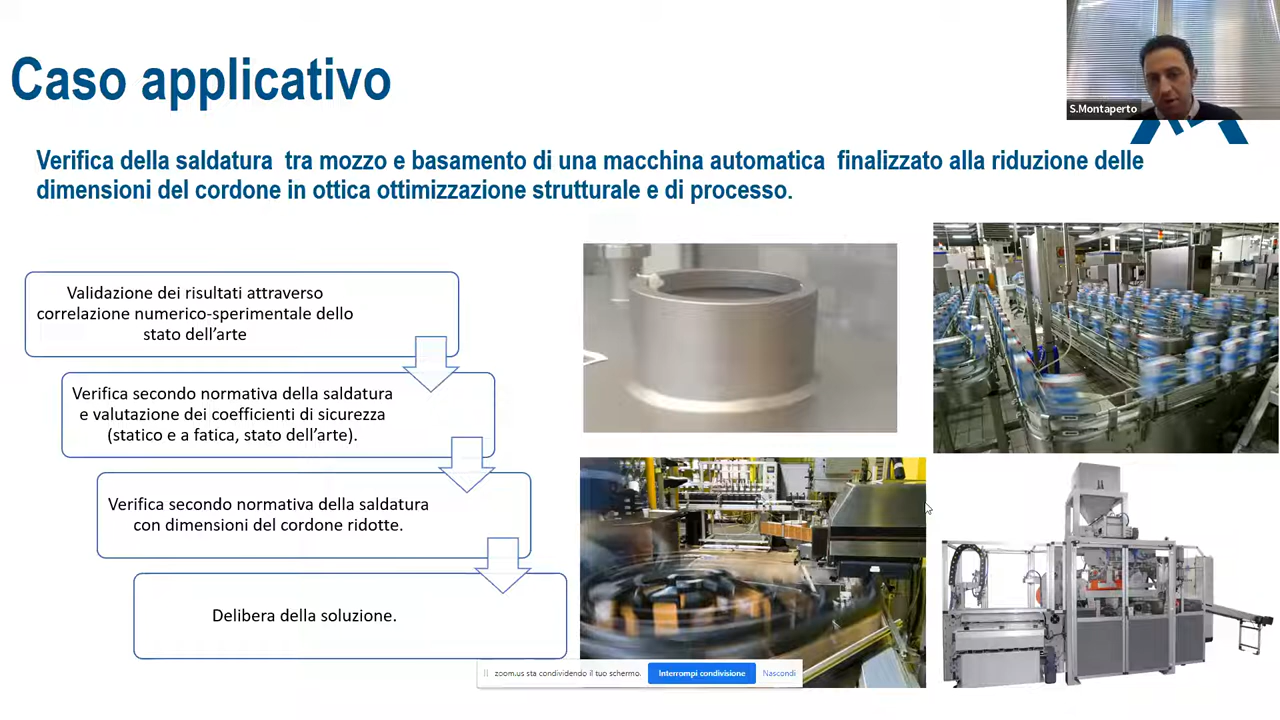 Caso applicativo
S.Montaperto
Verifica della saldatura tra mozzo e basamento di una macchina automatica finalizzato alla riduzione delle
dimensioni del cordone in ottica ottimizzazione strutturale e di processo.
Validazione dei risultati attraverso
correlazione numerico-sperimentale dello
stato dell’arte
Verifica secondo normativa della saldatura
e valutazione dei coefficienti di sicurezza
(statico e a fatica, stato dell’arte).
Verifica secondo normativa della saldatura
con dimensioni del cordone ridotte.
Delibera della soluzione.
zoom.us sta condividendo il tuo schermo.
Interrompi condivisione
Nascondi